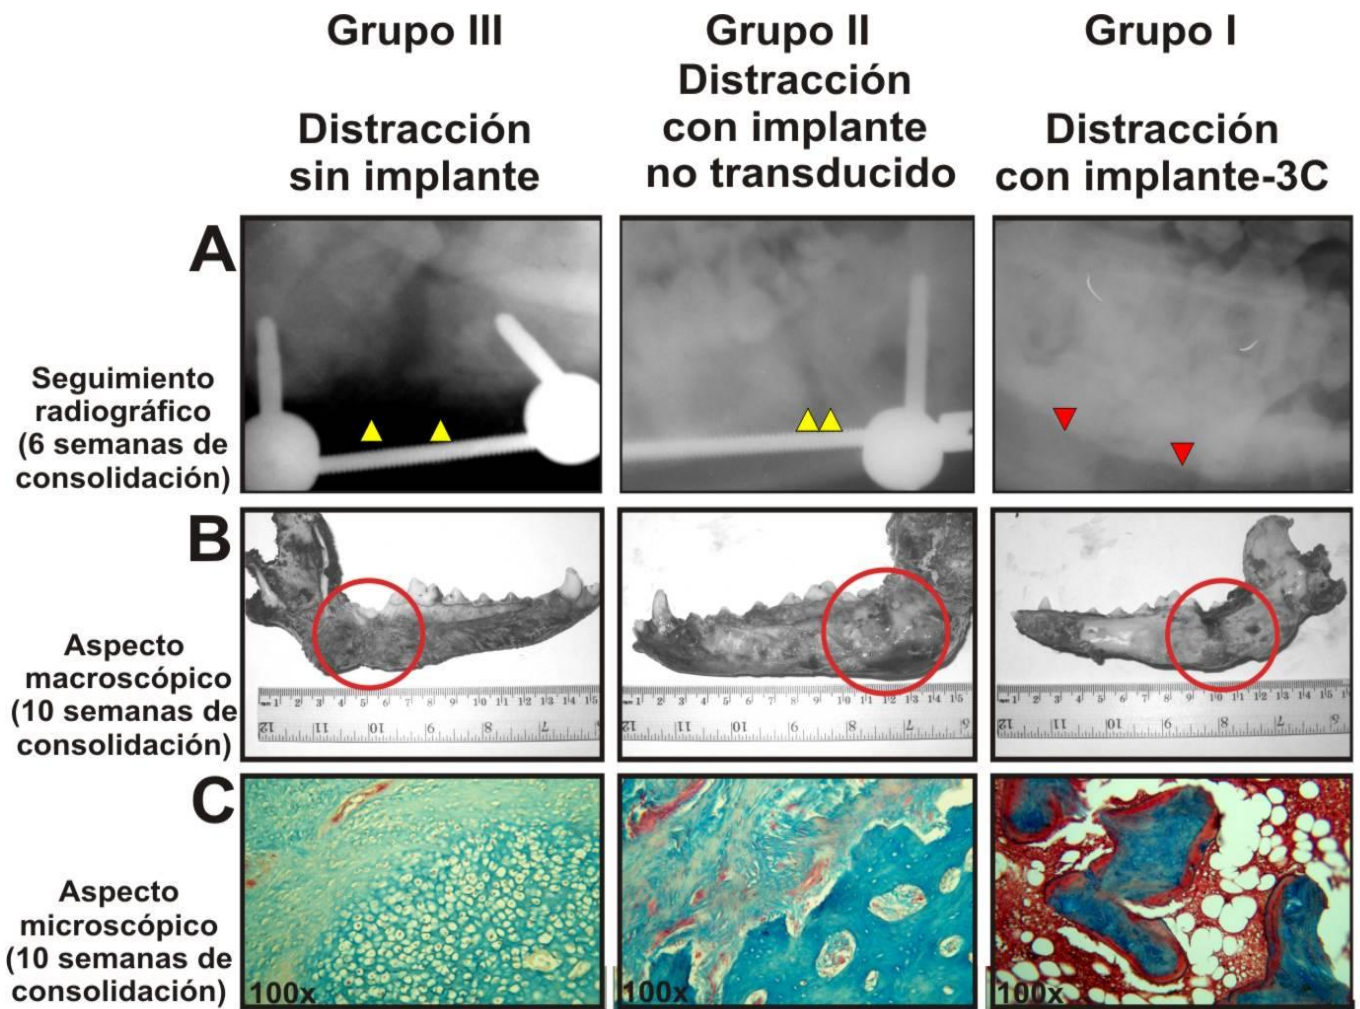 Grupo III
Grupo II
Grupo I
Distracción
sin implante
Distracción
con implante
no transducido
Distracción
con implante-3C
A
Seguimiento
radiográfico
(6 semanas de
consolidación)
B
Aspecto
macroscópico
(10 semanas de
consolidación)
C
Aspecto
microscópico
(10 semanas de
consolidación)
100x
100x
100x